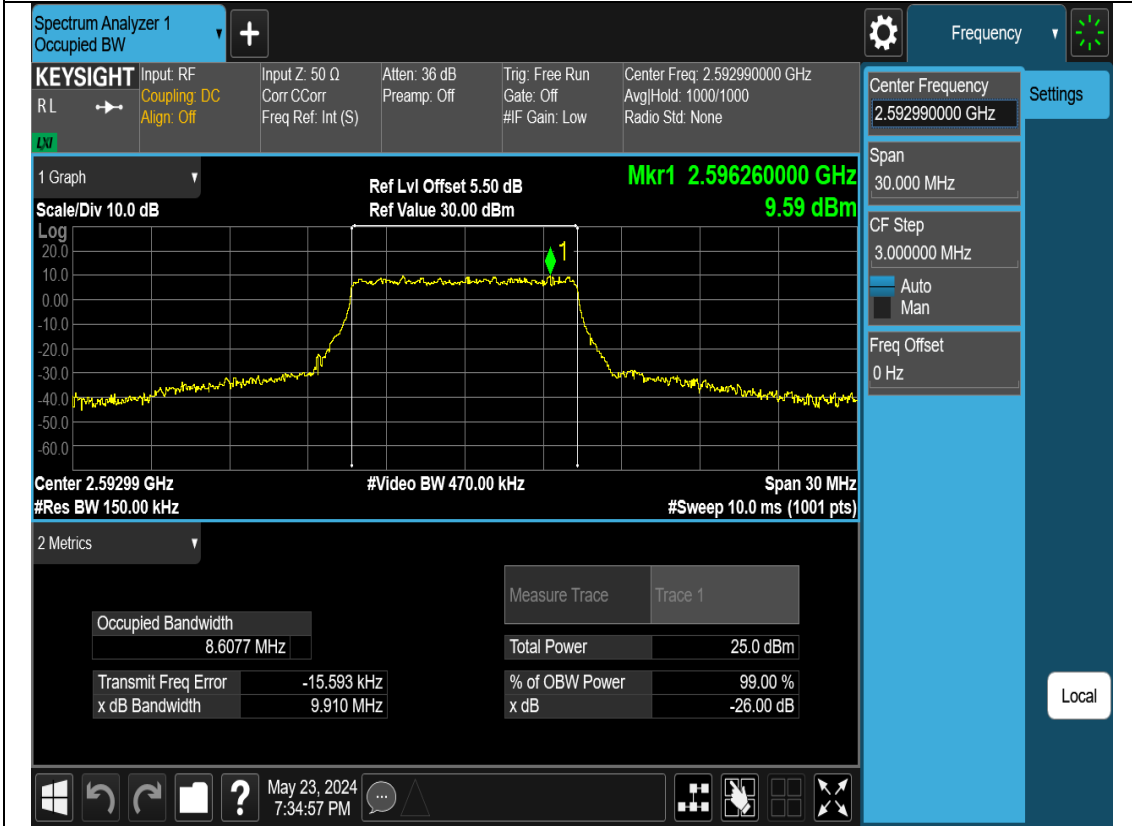 Spectrum Analyzer 1
Occupied BW
Frequency
KEYSIGHT
R L
LXI
Input: RF
Coupling: DC
Align: Off
Input Z: 50 Ω
Corr CCorr
Freq Ref: Int (S)
Atten: 36 dB
Preamp: Off
Trig: Free Run
Gate: Off
#IF Gain: Low
Center Freq: 2.592990000 GHz
Avg|Hold: 1000/1000
Radio Std: None
Center Frequency
2.592990000 GHz
Settings
Span
30.000 MHz
CF Step
3.000000 MHz
Auto
Man
Freq Offset
0 Hz
Local
1 Graph
Scale/Div 10.0 dB
Ref Lvl Offset 5.50 dB
Ref Value 30.00 dBm
Mkr1 2.596260000 GHz
9.59 dBm
Log
20.0
10.0
0.00
-10.0
-20.0
-30.0
-40.0
-50.0
-60.0
1
Center 2.59299 GHz
#Video BW 470.00 kHz
Span 30 MHz
#Res BW 150.00 kHz
#Sweep 10.0 ms (1001 pts)
2 Metrics
Measure Trace Trace 1
Occupied Bandwidth
8.6077 MHz
Total Power 25.0 dBm
Transmit Freq Error -15.593 kHz
% of OBW Power 99.00 %
x dB Bandwidth 9.910 MHz
x dB -26.00 dB
?
May 23, 2024
7:34:57 PM